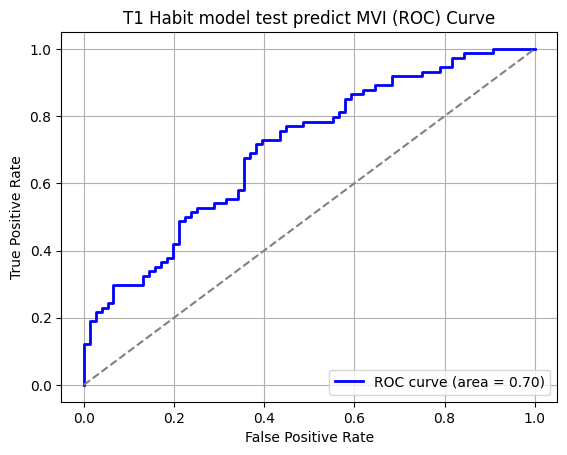 T1 Habit model test predict MVI (ROC) Curve
True Positive Rate
1.0
0.8
0.6
0.4
0.2
0.0
ROC curve (area = 0.70)
0.0 0.2 0.4 0.6 0.8 1.0
False Positive Rate